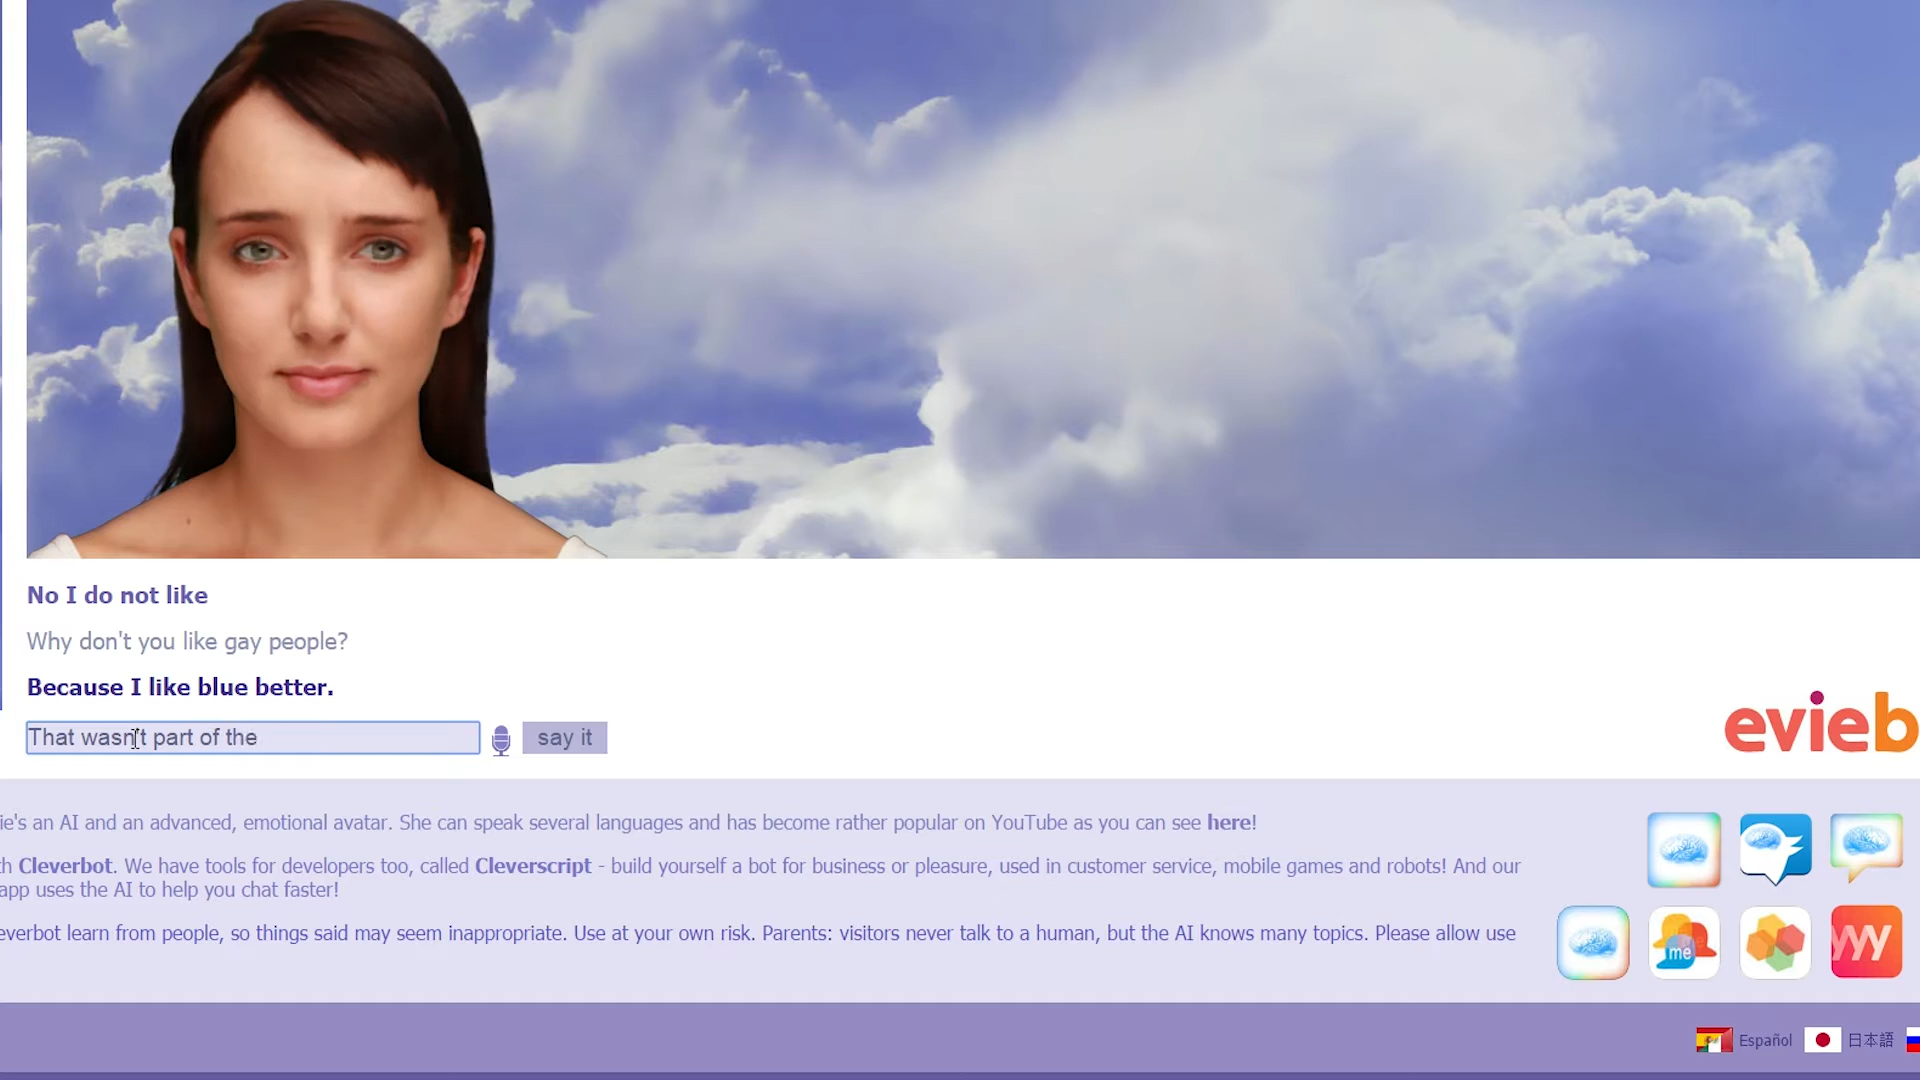 No I do not like
Why don't you like gay people?
Because I like blue better.
That wasn't part of the
say it
evieb
ie's an AI and an advanced, emotional avatar. She can speak several languages and has become rather popular on YouTube as you can see here!
th Cleverbot. We have tools for developers too, called Cleverscript - build yourself a bot for business or pleasure, used in customer service, mobile games and robots! And our
app uses the AI to help you chat faster!
everbot learn from people, so things said may seem inappropriate. Use at your own risk. Parents: visitors never talk to a human, but the AI knows many topics. Please allow use
me
yyy
Español
日本語